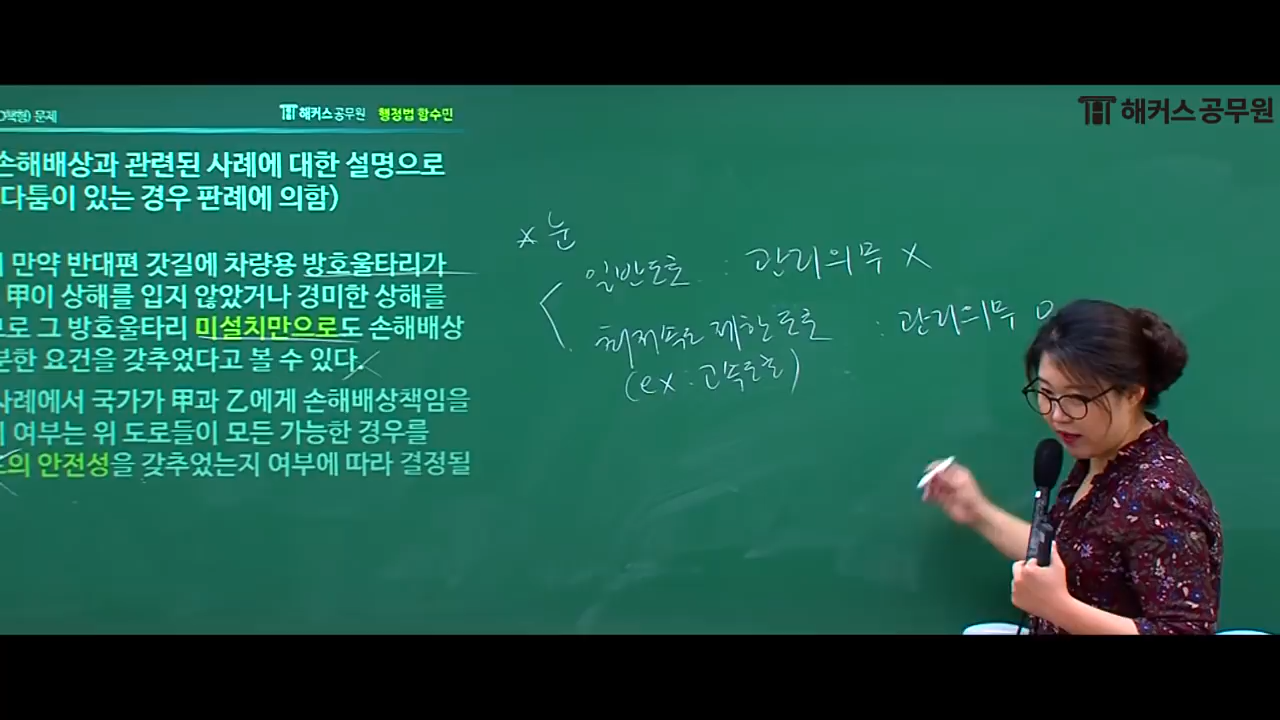 D책형) 문제
해커스공무원 행정법 함수민
해커스공무원
손해배상과 관련된 사례에 대한 설명으로
다툼이 있는 경우 판례에 의함)
만약 반대편 갓길에 차량용 방호울타리가
甲이 상해를 입지 않았거나 경미한 상해를
그 방호울타리 미설치만으로도 손해배상
요건을 갖추었다고 볼 수 있다.
사례에서 국가가 甲과 乙에게 손해배상책임을
여부는 위 도로들이 모든 가능한 경우를
안전성을 갖추었는지 여부에 따라 결정될
* 눈
일반도로 : 관리의무 X
최저속도 제한도로 : 관리의무 O
(ex : 고속도로)